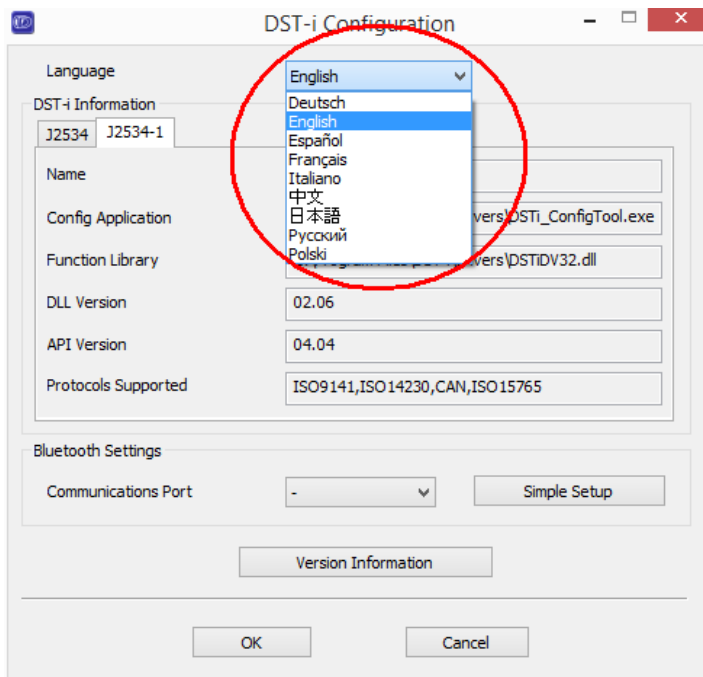 DST-i Configuration
Language
English
Deutsch
English
Español
Français
Italiano
中文
日本語
Русский
Polski
DST-i Information
J2534 J2534-1
Name
Config Application
vers\DSTi_ConfigTool.exe
Function Library
vers\DSTiDV32.dll
DLL Version
02.06
API Version
04.04
Protocols Supported
ISO9141,ISO14230,CAN,ISO15765
Bluetooth Settings
Communications Port
-
Simple Setup
Version Information
OK
Cancel